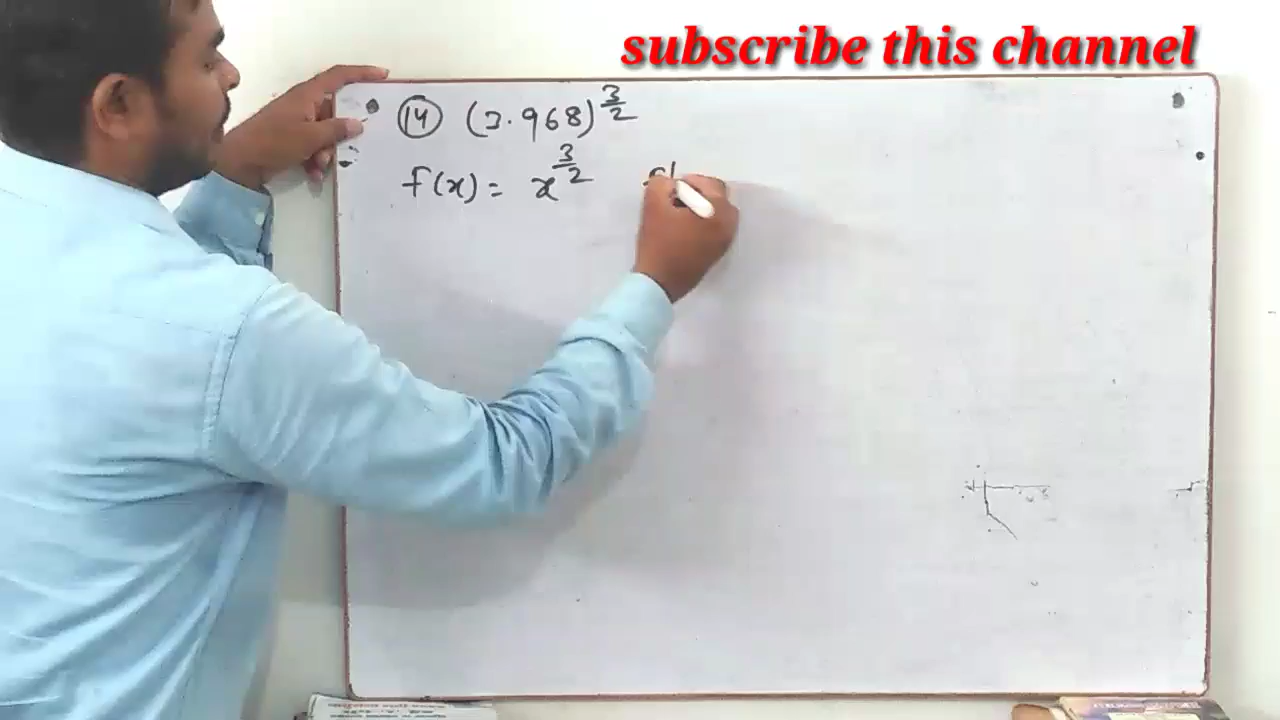 subscribe this channel
⑭ (3.968)^{3/2}
f(x) = x^{3/2} f'